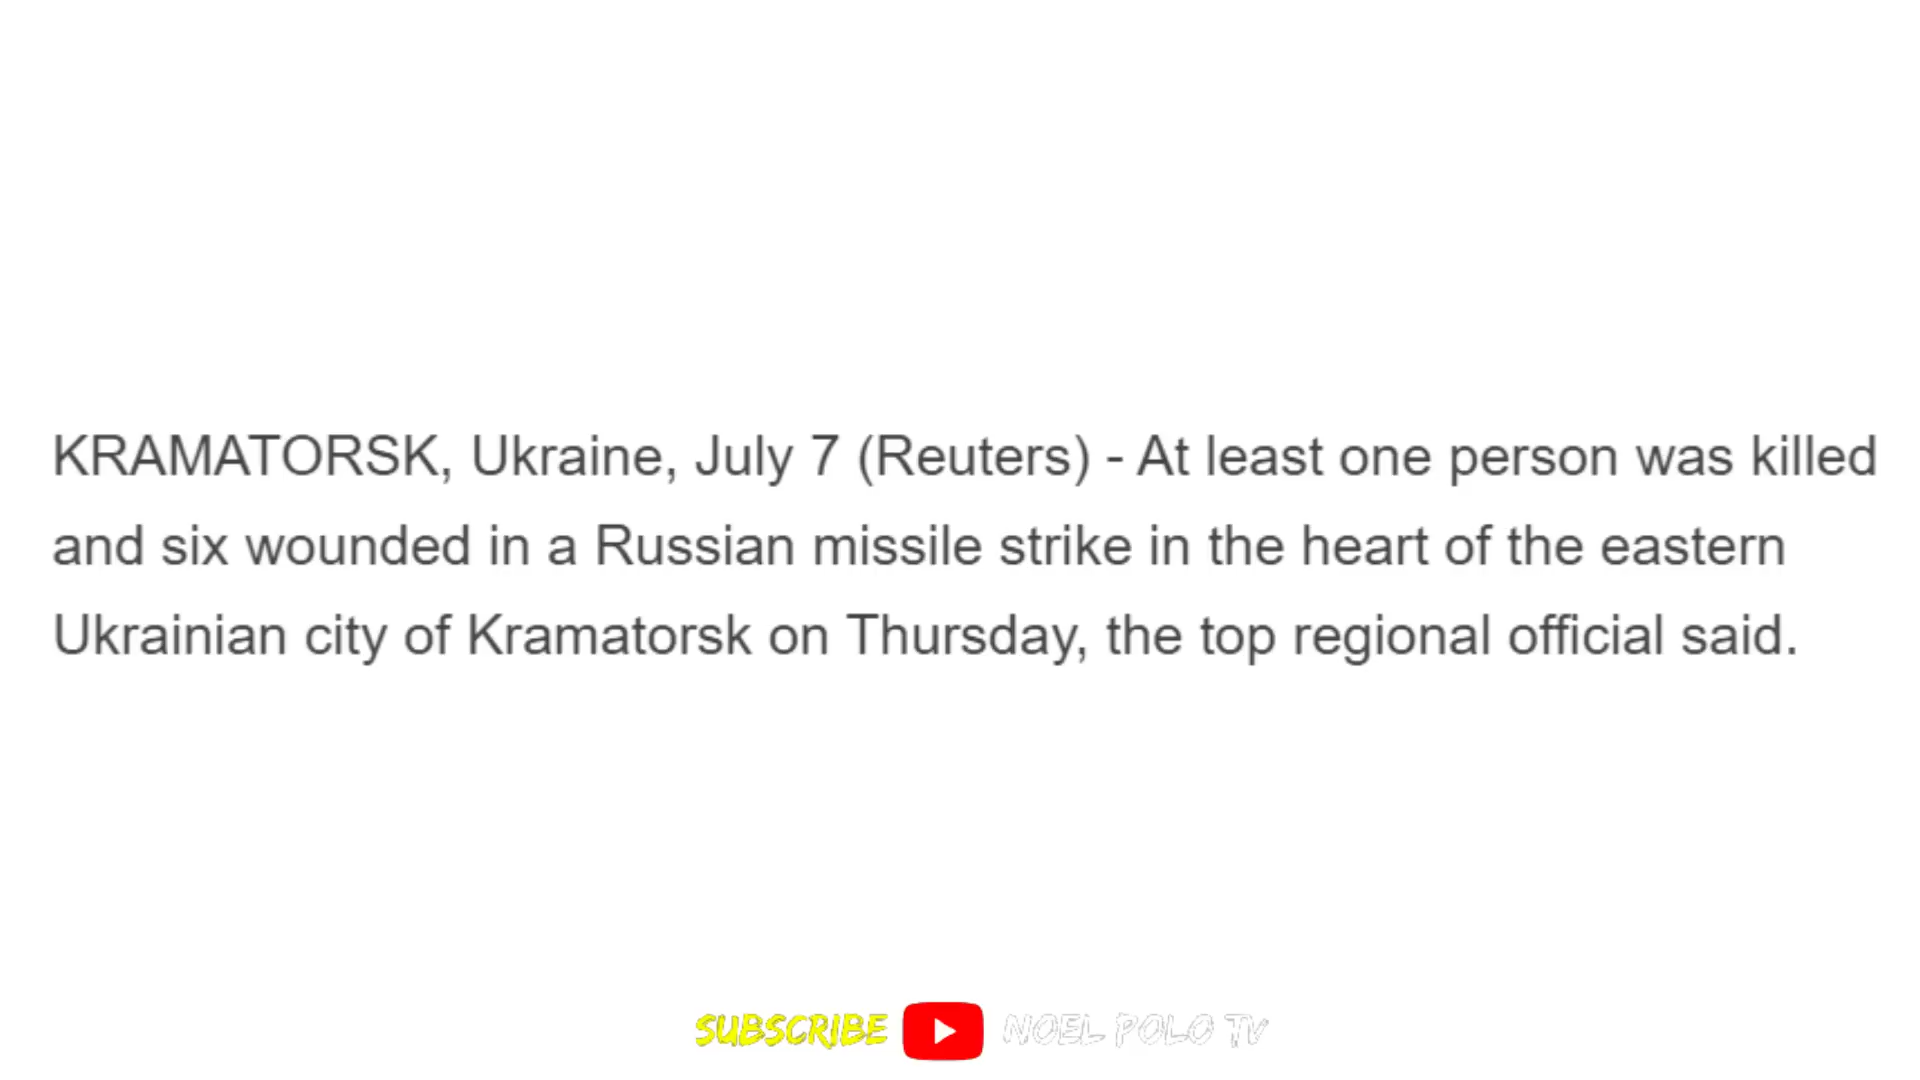 KRAMATORSK, Ukraine, July 7 (Reuters) - At least one person was killed
and six wounded in a Russian missile strike in the heart of the eastern
Ukrainian city of Kramatorsk on Thursday, the top regional official said.
SUBSCRIBE NOEL POLO TV